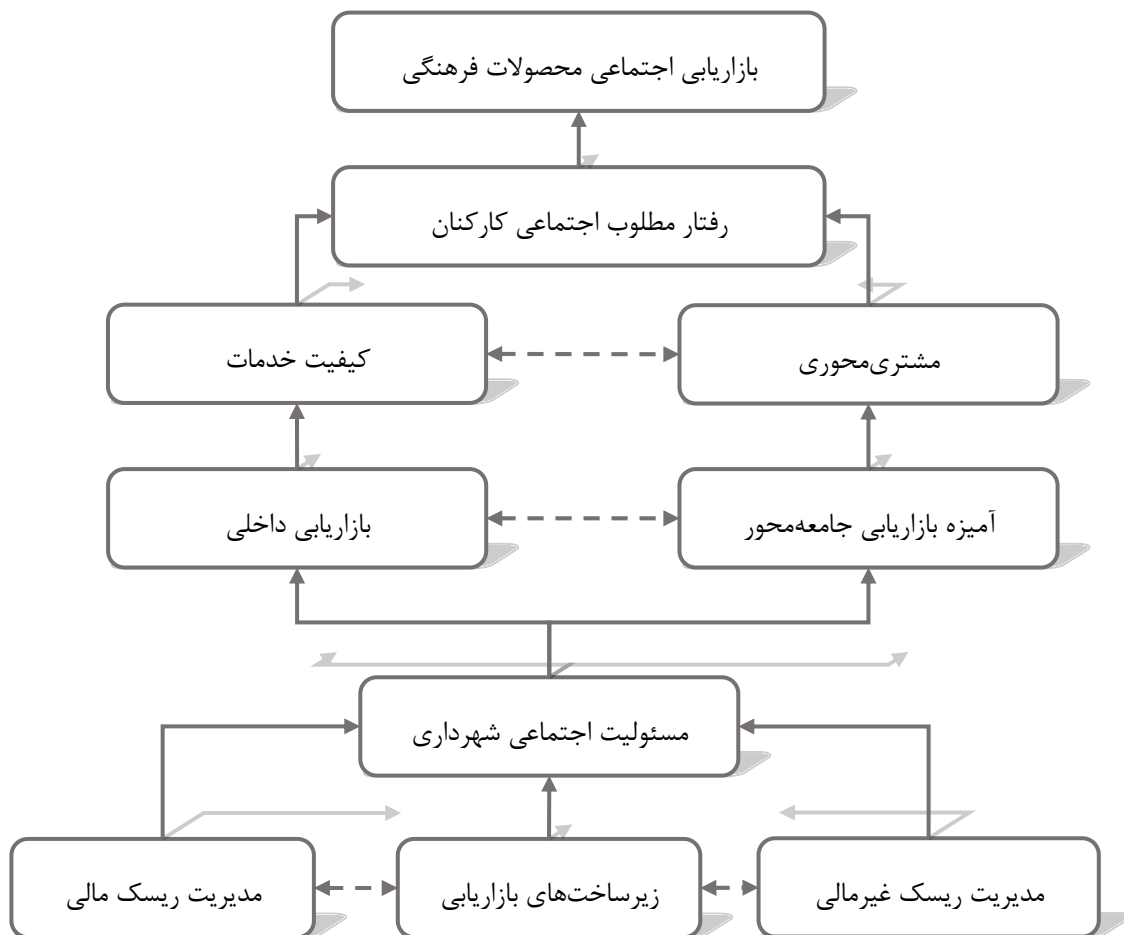 بازاریابی اجتماعی محصولات فرهنگی
رفتار مطلوب اجتماعی کارکنان
مشتری‌محوری
کیفیت خدمات
آمیزه بازاریابی جامعه‌محور
بازاریابی داخلی
مسئولیت اجتماعی شهرداری
مدیریت ریسک غیرمالی
زیرساخت‌های بازاریابی
مدیریت ریسک مالی